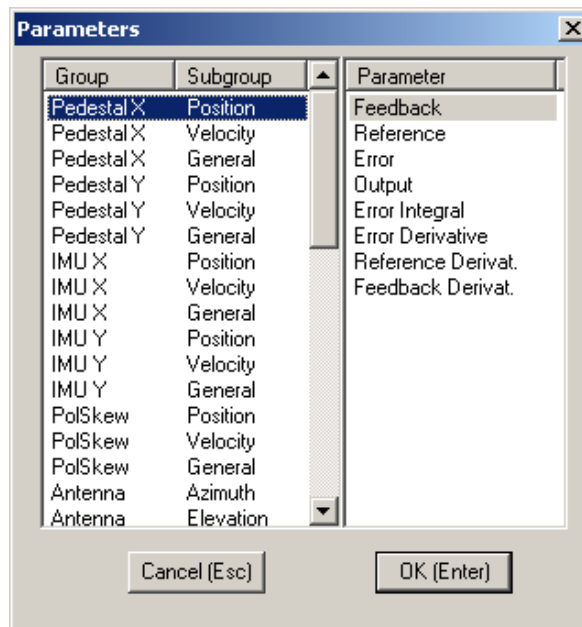 Parameters
Group Subgroup Parameter
Pedestal X Position Feedback
Pedestal X Velocity Reference
Pedestal X General Error
Pedestal Y Position Output
Pedestal Y Velocity Error Integral
Pedestal Y General Error Derivative
IMU X Position Reference Derivat.
IMU X Velocity Feedback Derivat.
IMU X General
IMU Y Position
IMU Y Velocity
IMU Y General
PolSkew Position
PolSkew Velocity
PolSkew General
Antenna Azimuth
Antenna Elevation
Cancel (Esc) OK (Enter)